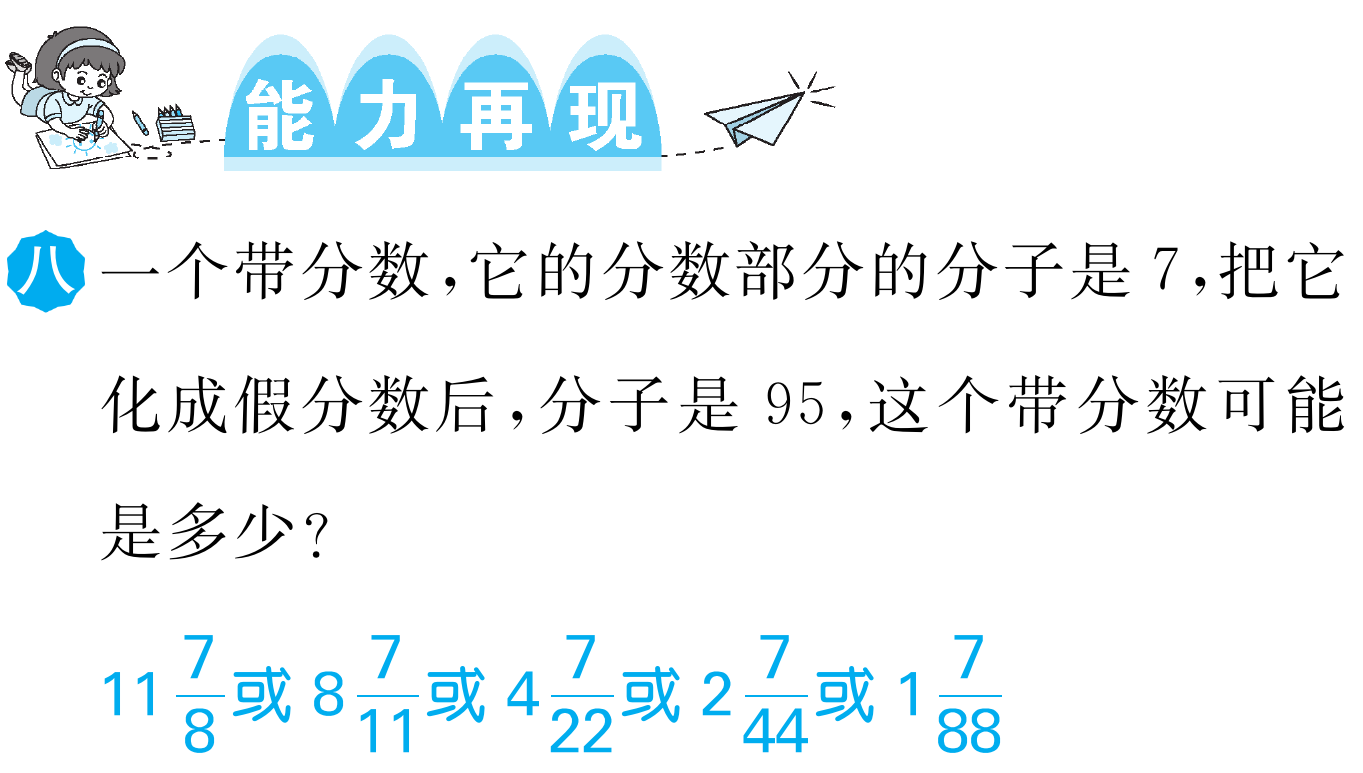 能力再现
八 一个带分数,它的分数部分的分子是 7,把它
化成假分数后,分子是 95,这个带分数可能
是多少?
11 7/8 或 8 7/11 或 4 7/22 或 2 7/44 或 1 7/88